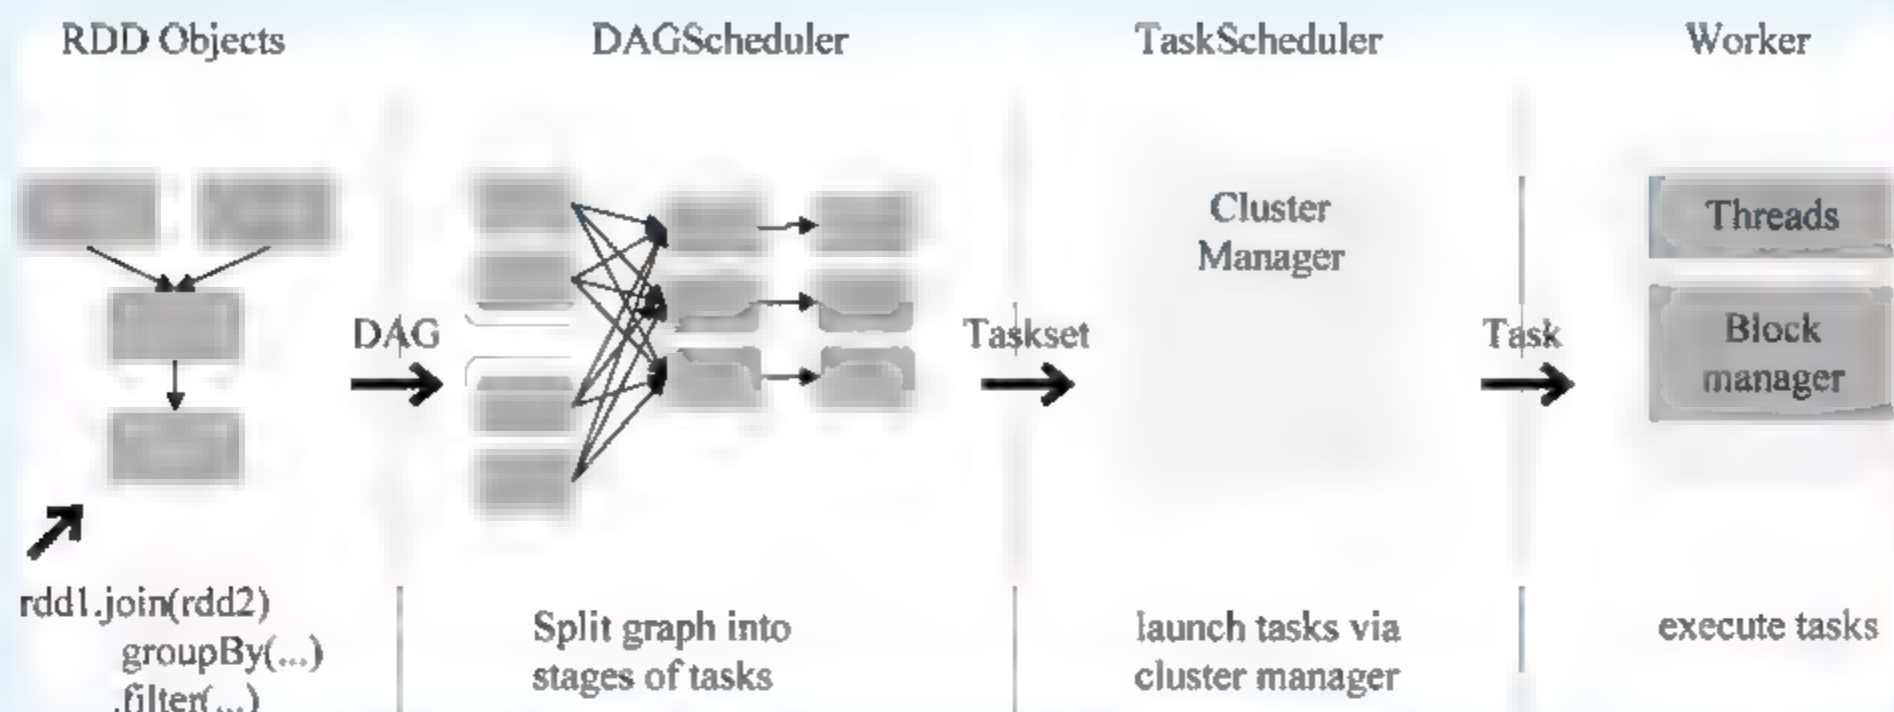 RDD Objects
DAGScheduler
TaskScheduler
Worker
DAG
Taskset
Cluster
Manager
Task
Threads
Block
manager
rdd1.join(rdd2)
groupBy(...)
.filter(...)
Split graph into
stages of tasks
launch tasks via
cluster manager
execute tasks